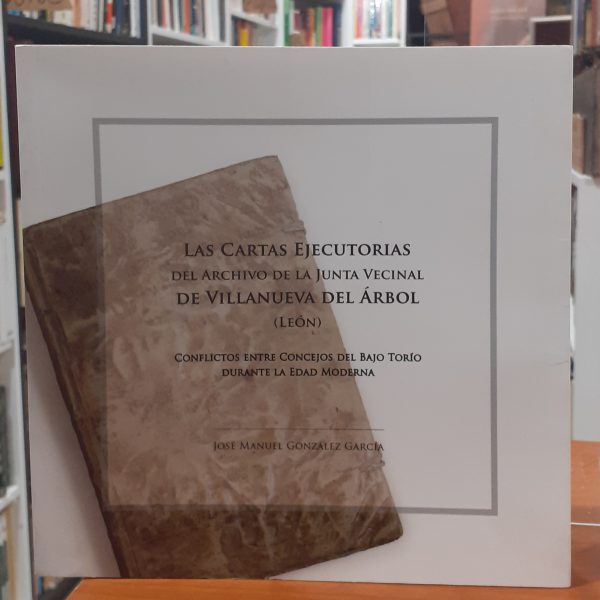 Las Cartas Ejecutorias
del Archivo de la Junta Vecinal
de Villanueva del Árbol
(León)
Conflictos entre Concejos del Bajo Torío
durante la Edad Moderna
José Manuel González García